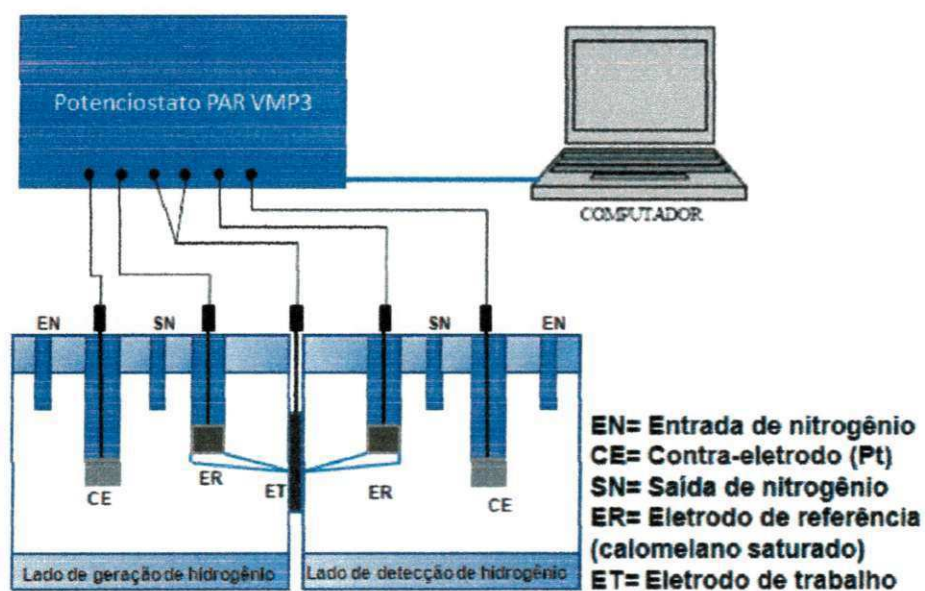 Potenciostato PAR VMP3
COMPUTADOR
EN
SN
SN
EN
CE
ER
ET
ER
CE
Lado de geração de hidrogênio
Lado de detecção de hidrogênio
EN= Entrada de nitrogênio
CE= Contra-eletrodo (Pt)
SN= Saída de nitrogênio
ER= Eletrodo de referência
(calomelano saturado)
ET= Eletrodo de trabalho